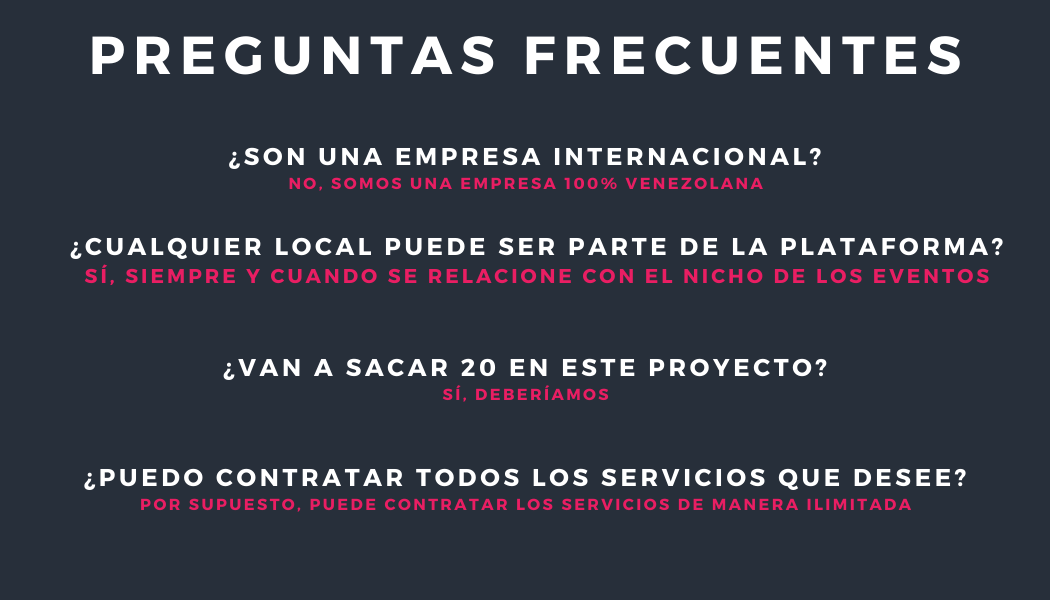 PREGUNTAS FRECUENTES
¿SON UNA EMPRESA INTERNACIONAL?
NO, SOMOS UNA EMPRESA 100% VENEZOLANA
¿CUALQUIER LOCAL PUEDE SER PARTE DE LA PLATAFORMA?
SÍ, SIEMPRE Y CUANDO SE RELACIONE CON EL NICHO DE LOS EVENTOS
¿VAN A SACAR 20 EN ESTE PROYECTO?
SÍ, DEBERÍAMOS
¿PUEDO CONTRATAR TODOS LOS SERVICIOS QUE DESEE?
POR SUPUESTO, PUEDE CONTRATAR LOS SERVICIOS DE MANERA ILIMITADA